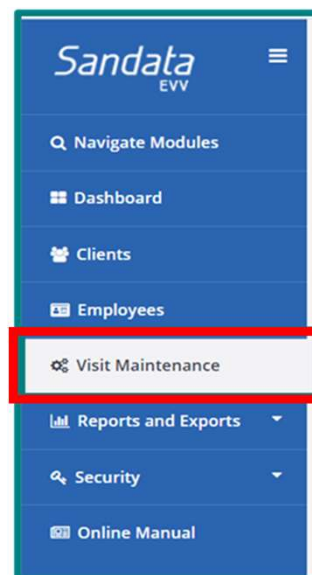 Sandata
EVV
Navigate Modules
Dashboard
Clients
Employees
Visit Maintenance
Reports and Exports
Security
Online Manual